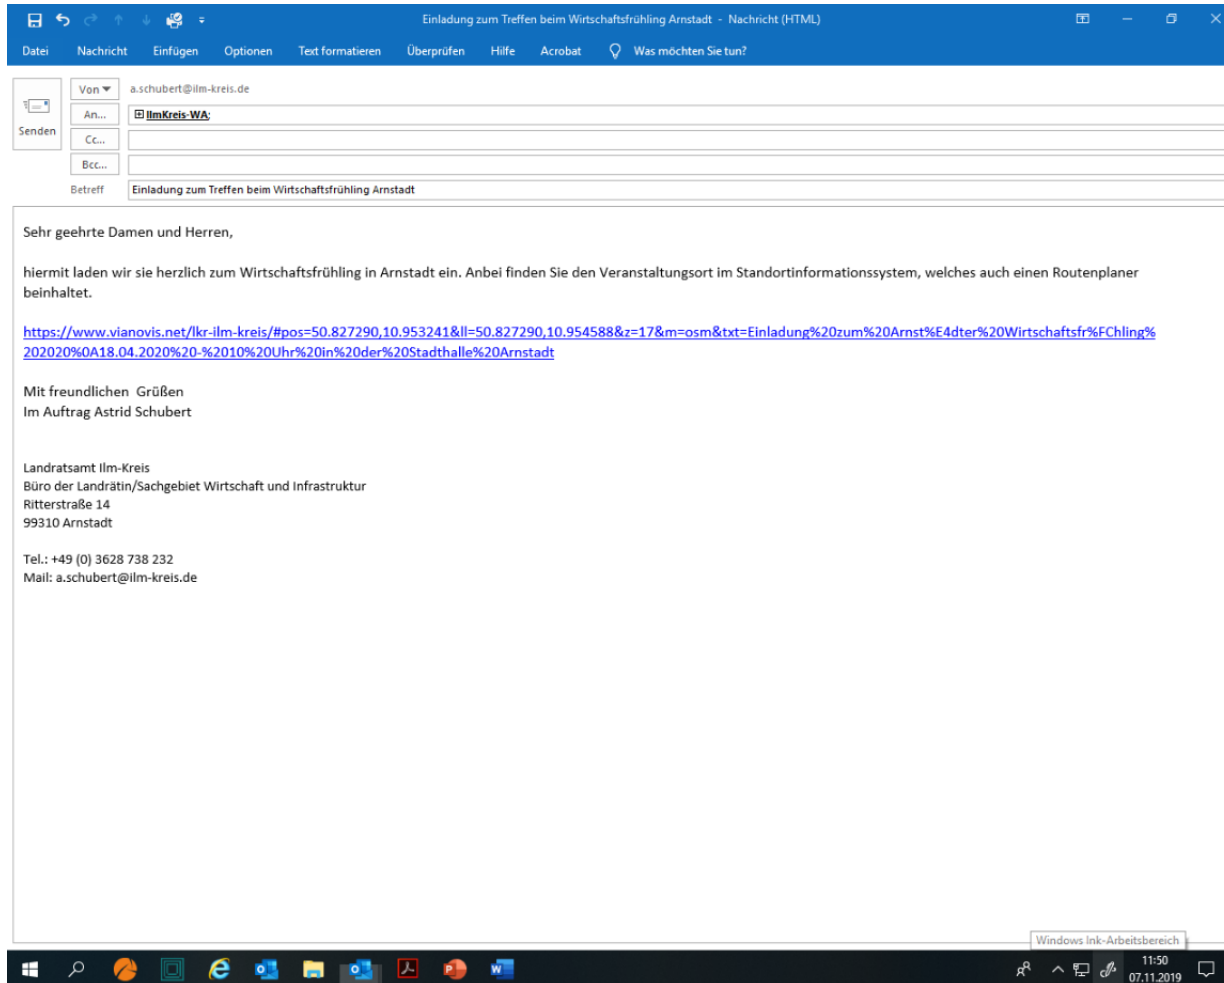 Einladung zum Treffen beim Wirtschaftsfrühling Arnstadt - Nachricht (HTML)
Datei Nachricht Einfügen Optionen Text formatieren Überprüfen Hilfe Acrobat Was möchten Sie tun?
Von a.schubert@ilm-kreis.de
Senden
An... IlmKreis-WA;
Cc...
Bcc...
Betreff Einladung zum Treffen beim Wirtschaftsfrühling Arnstadt
Sehr geehrte Damen und Herren,
hiermit laden wir sie herzlich zum Wirtschaftsfrühling in Arnstadt ein. Anbei finden Sie den Veranstaltungsort im Standortinformationssystem, welches auch einen Routenplaner
beinhaltet.
https://www.vianovis.net/lkr-ilm-kreis/#pos=50.827290,10.953241&ll=50.827290,10.954588&z=17&m=osm&txt=Einladung%20zum%20Arnst%E4dter%20Wirtschaftsfr%FChling%
202020%0A18.04.2020%20-%2010%20Uhr%20in%20der%20Stadthalle%20Arnstadt
Mit freundlichen Grüßen
Im Auftrag Astrid Schubert
Landratsamt Ilm-Kreis
Büro der Landrätin/Sachgebiet Wirtschaft und Infrastruktur
Ritterstraße 14
99310 Arnstadt
Tel.: +49 (0) 3628 738 232
Mail: a.schubert@ilm-kreis.de
Windows Ink-Arbeitsbereich
11:50
07.11.2019